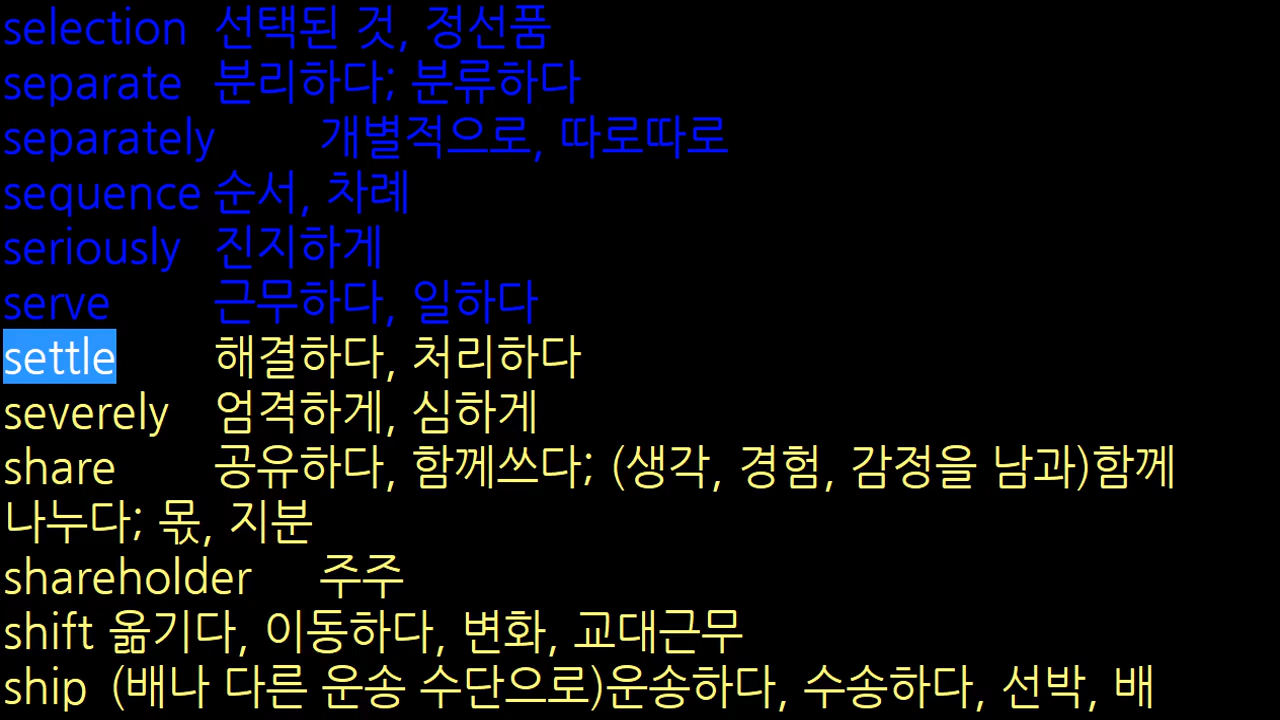 selection 선택된 것, 정선품
separate 분리하다; 분류하다
separately 개별적으로, 따로따로
sequence 순서, 차례
seriously 진지하게
serve 근무하다, 일하다
settle 해결하다, 처리하다
severely 엄격하게, 심하게
share 공유하다, 함께쓰다; (생각, 경험, 감정을 남과)함께
나누다; 몫, 지분
shareholder 주주
shift 옮기다, 이동하다, 변화, 교대근무
ship (배나 다른 운송 수단으로)운송하다, 수송하다, 선박, 배